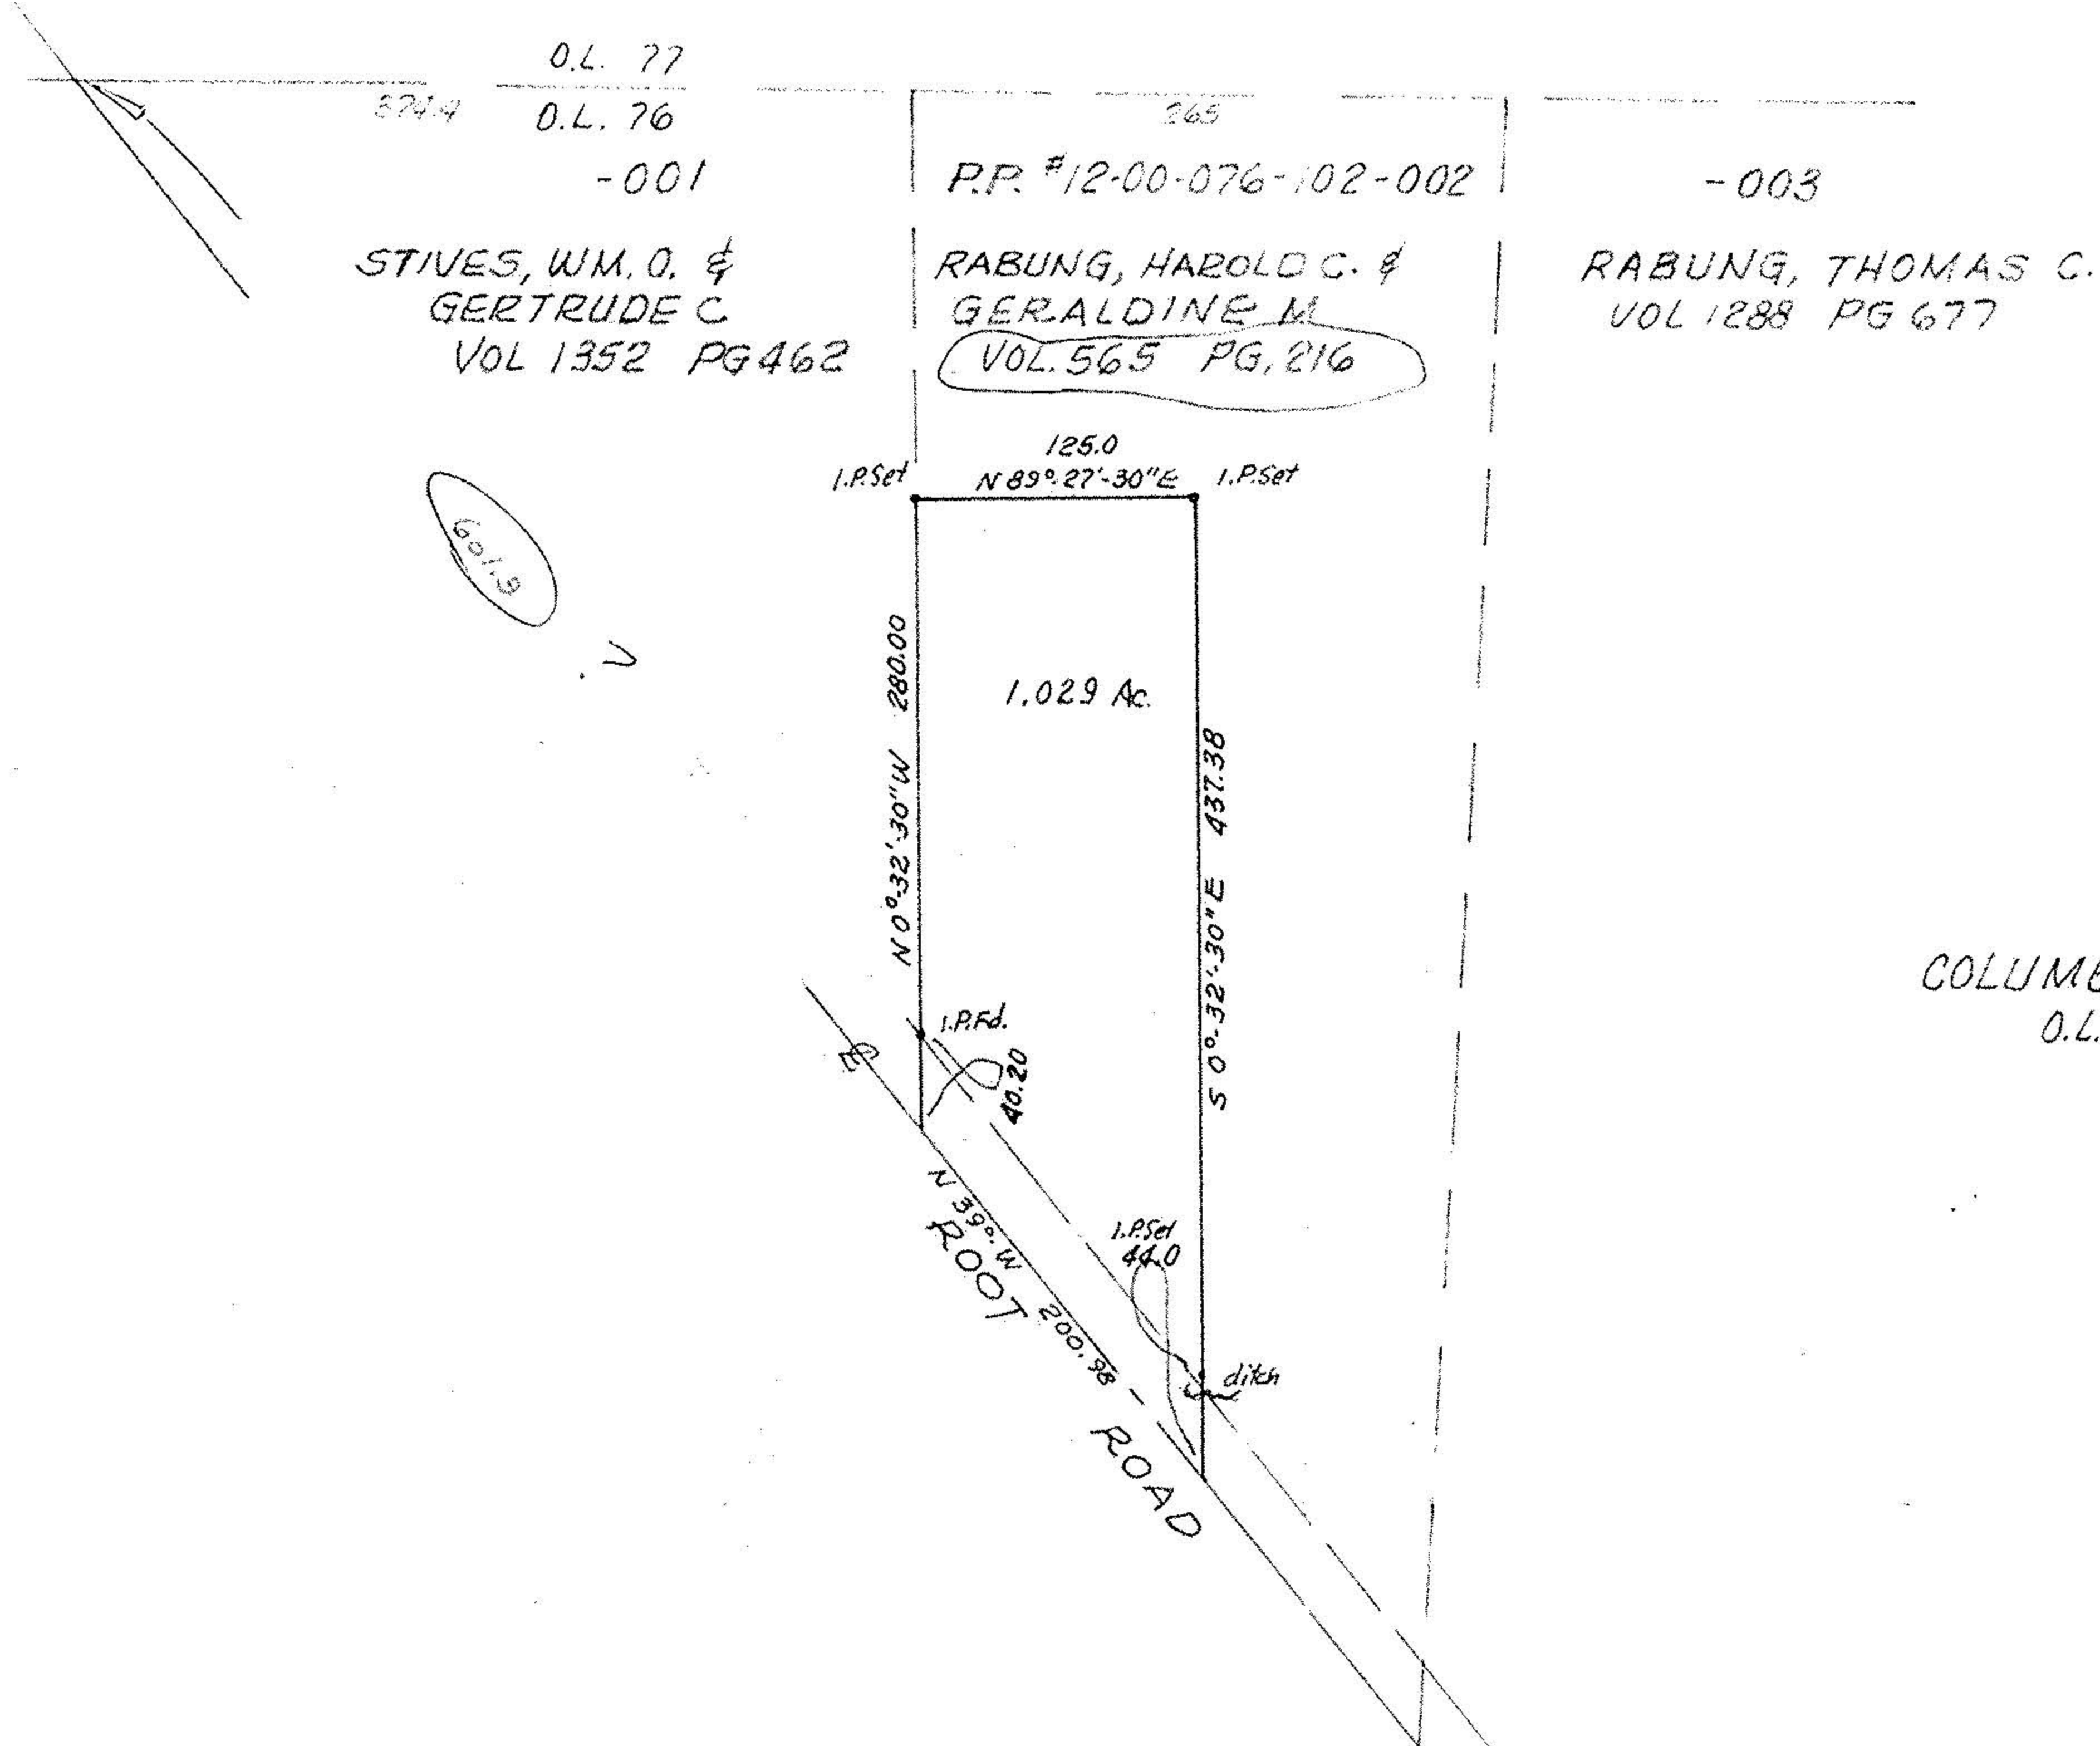 O.L. 77
O.L. 76
265
-001
P.P. #12-00-076-102-002
-003
STIVES, WM. O. &
GERTRUDE C
VOL 1352 PG 462
RABUNG, HAROLD C. &
GERALDINE M
VOL. 565 PG. 216
RABUNG, THOMAS C.
VOL 1288 PG 677
125.0
I.P.Set
N 89°-27'-30"E
I.P.Set
601.9
N 0°-32'-30"W 280.00
1.029 Ac.
S 0°-32'-30"E 437.38
COLUMB
O.L.
I.P.Fd.
40.20
N 39°-W 200.98
ROOT ROAD
I.P.Set
44.0
ditch